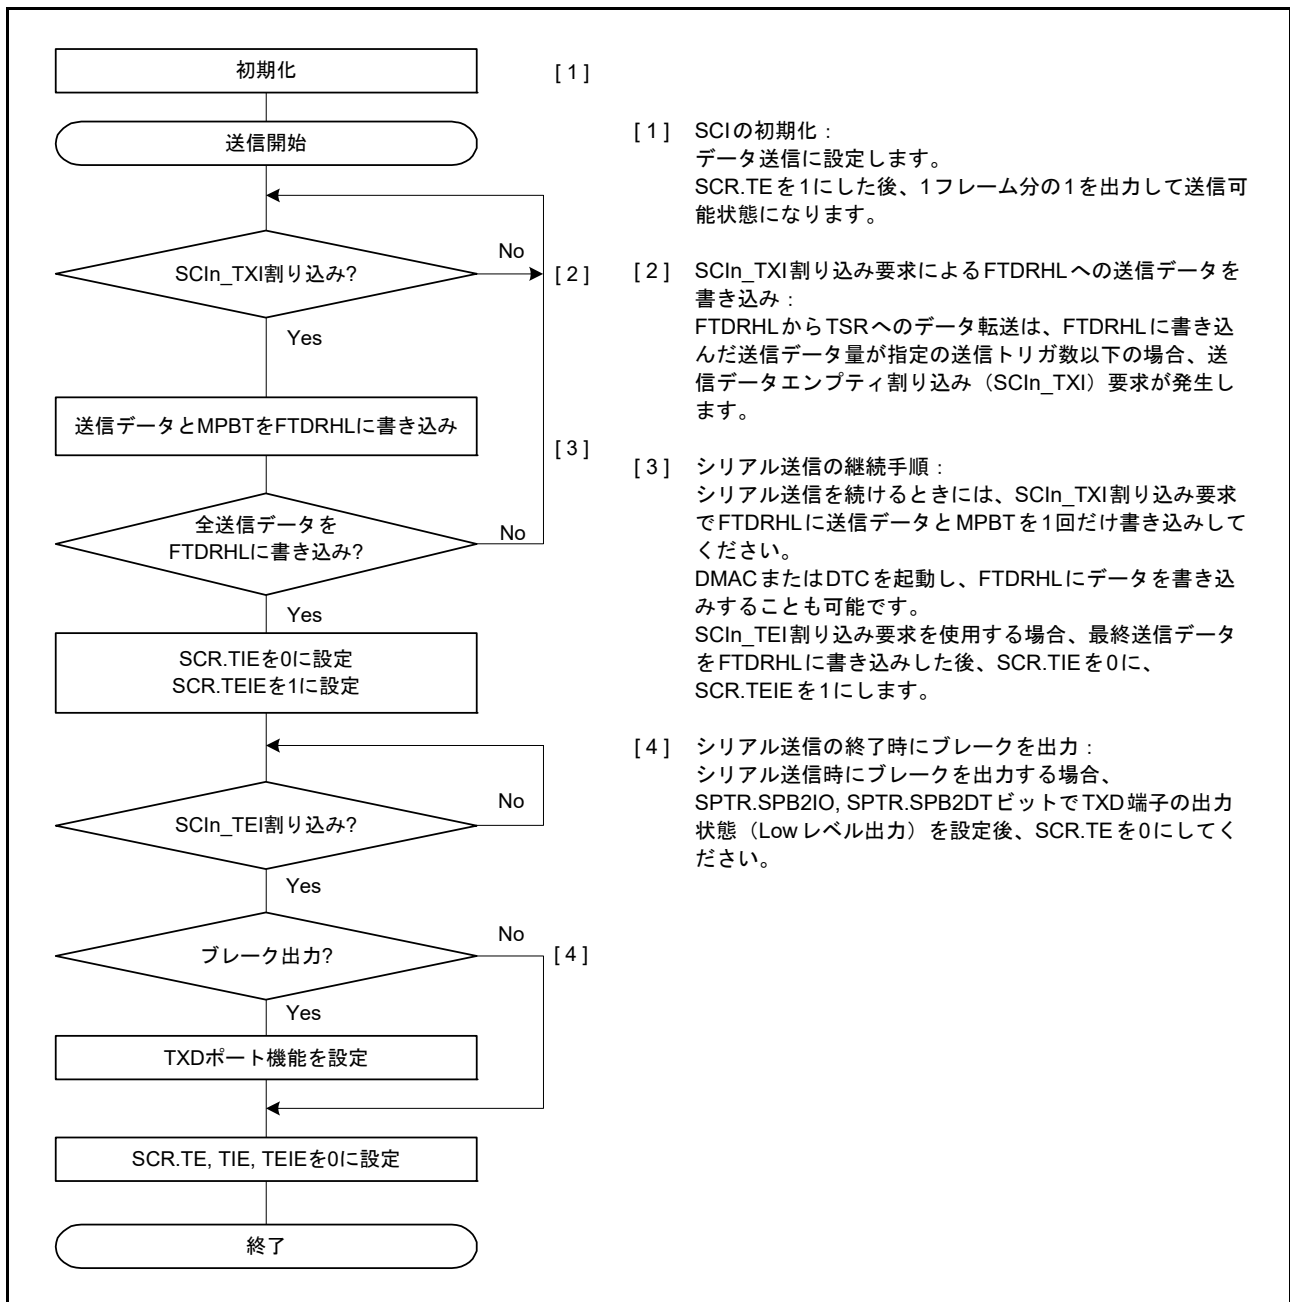 初期化
[ 1 ]
送信開始
SCIn_TXI割り込み?
No
[ 2 ]
Yes
送信データとMPBTをFTDRHLに書き込み
[ 3 ]
全送信データを
FTDRHLに書き込み?
No
Yes
SCR.TIEを0に設定
SCR.TEIEを1に設定
SCIn_TEI割り込み?
No
Yes
ブレーク出力?
No
[ 4 ]
Yes
TXDポート機能を設定
SCR.TE, TIE, TEIEを0に設定
終了
[ 1 ] SCIの初期化：
データ送信に設定します。
SCR.TEを1にした後、1フレーム分の1を出力して送信可
能状態になります。
[ 2 ] SCIn_TXI割り込み要求によるFTDRHLへの送信データを
書き込み：
FTDRHLからTSRへのデータ転送は、FTDRHLに書き込
んだ送信データ量が指定の送信トリガ数以下の場合、送
信データエンプティ割り込み（SCIn_TXI）要求が発生し
ます。
[ 3 ] シリアル送信の継続手順：
シリアル送信を続けるときには、SCIn_TXI割り込み要求
でFTDRHLに送信データとMPBTを1回だけ書き込みして
ください。
DMACまたはDTCを起動し、FTDRHLにデータを書き込
みすることも可能です。
SCIn_TEI割り込み要求を使用する場合、最終送信データ
をFTDRHLに書き込みした後、SCR.TIEを0に、
SCR.TEIEを1にします。
[ 4 ] シリアル送信の終了時にブレークを出力：
シリアル送信時にブレークを出力する場合、
SPTR.SPB2IO, SPTR.SPB2DTビットでTXD端子の出力
状態（Lowレベル出力）を設定後、SCR.TEを0にしてく
ださい。